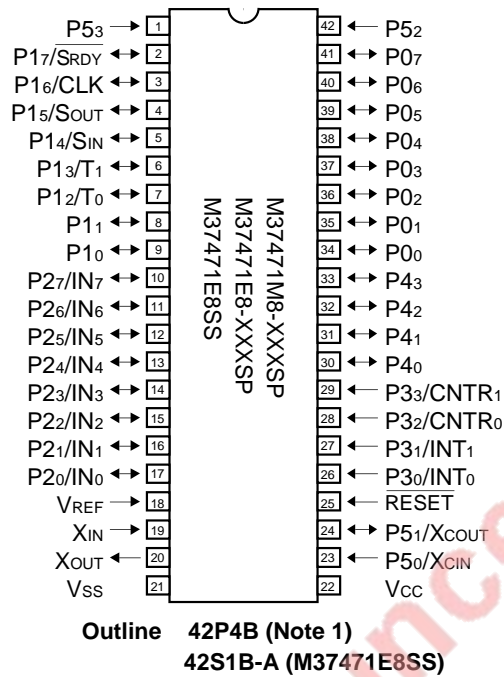 P53 1 42 P52
P17/SRDY 2 41 P07
P16/CLK 3 40 P06
P15/SOUT 4 39 P05
P14/SIN 5 38 P04
P13/T1 6 37 P03
P12/T0 7 36 P02
P11 8 35 P01
P10 9 34 P00
P27/IN7 10 33 P43
P26/IN6 11 32 P42
P25/IN5 12 31 P41
P24/IN4 13 30 P40
P23/IN3 14 29 P33/CNTR1
P22/IN2 15 28 P32/CNTR0
P21/IN1 16 27 P31/INT1
P20/IN0 17 26 P30/INT0
VREF 18 25 RESET
XIN 19 24 P51/XCOUT
XOUT 20 23 P50/XCIN
VSS 21 22 VCC
M37471M8-XXXSP
M37471E8-XXXSP
M37471E8SS
Outline 42P4B (Note 1)
42S1B-A (M37471E8SS)